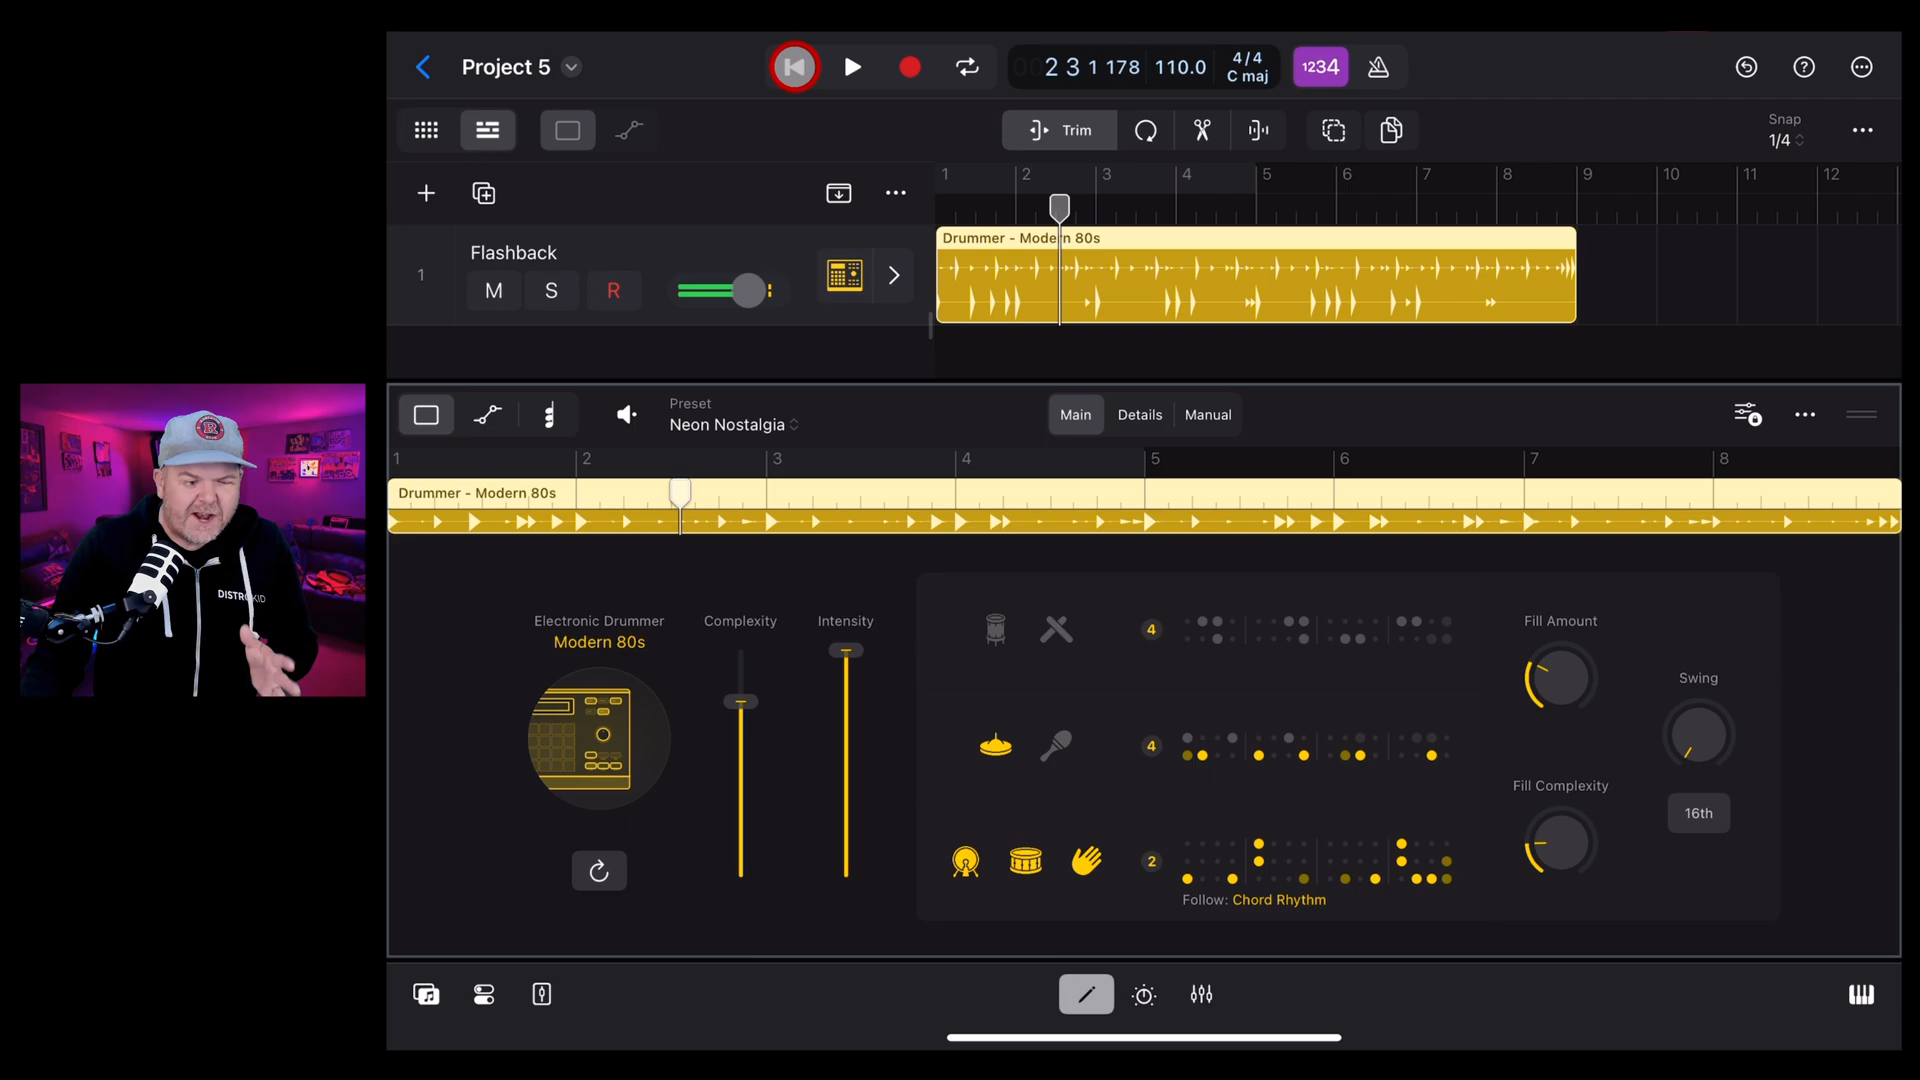 Project 5
002 3 1 178
110.0
4/4
C maj
1234
Trim
Snap
1/4
1 2 3 4 5 6 7 8 9 10 11 12
1
Flashback
M S R
Drummer - Modern 80s
Preset
Neon Nostalgia
Main Details Manual
1 2 3 4 5 6 7 8
Drummer - Modern 80s
R
DISTROKID
Electronic Drummer
Modern 80s
Complexity
Intensity
4
4
2
Follow: Chord Rhythm
Fill Amount
Swing
Fill Complexity
16th